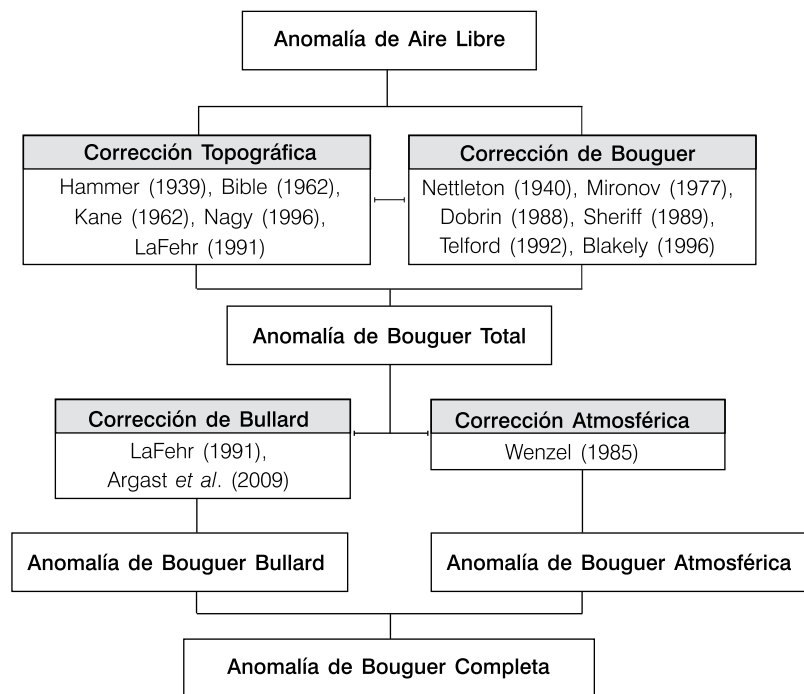 Anomalía de Aire Libre
Corrección Topográfica
Hammer (1939), Bible (1962),
Kane (1962), Nagy (1996),
LaFehr (1991)
Corrección de Bouguer
Nettleton (1940), Mironov (1977),
Dobrin (1988), Sheriff (1989),
Telford (1992), Blakely (1996)
Anomalía de Bouguer Total
Corrección de Bullard
LaFehr (1991),
Argast et al. (2009)
Corrección Atmosférica
Wenzel (1985)
Anomalía de Bouguer Bullard
Anomalía de Bouguer Atmosférica
Anomalía de Bouguer Completa